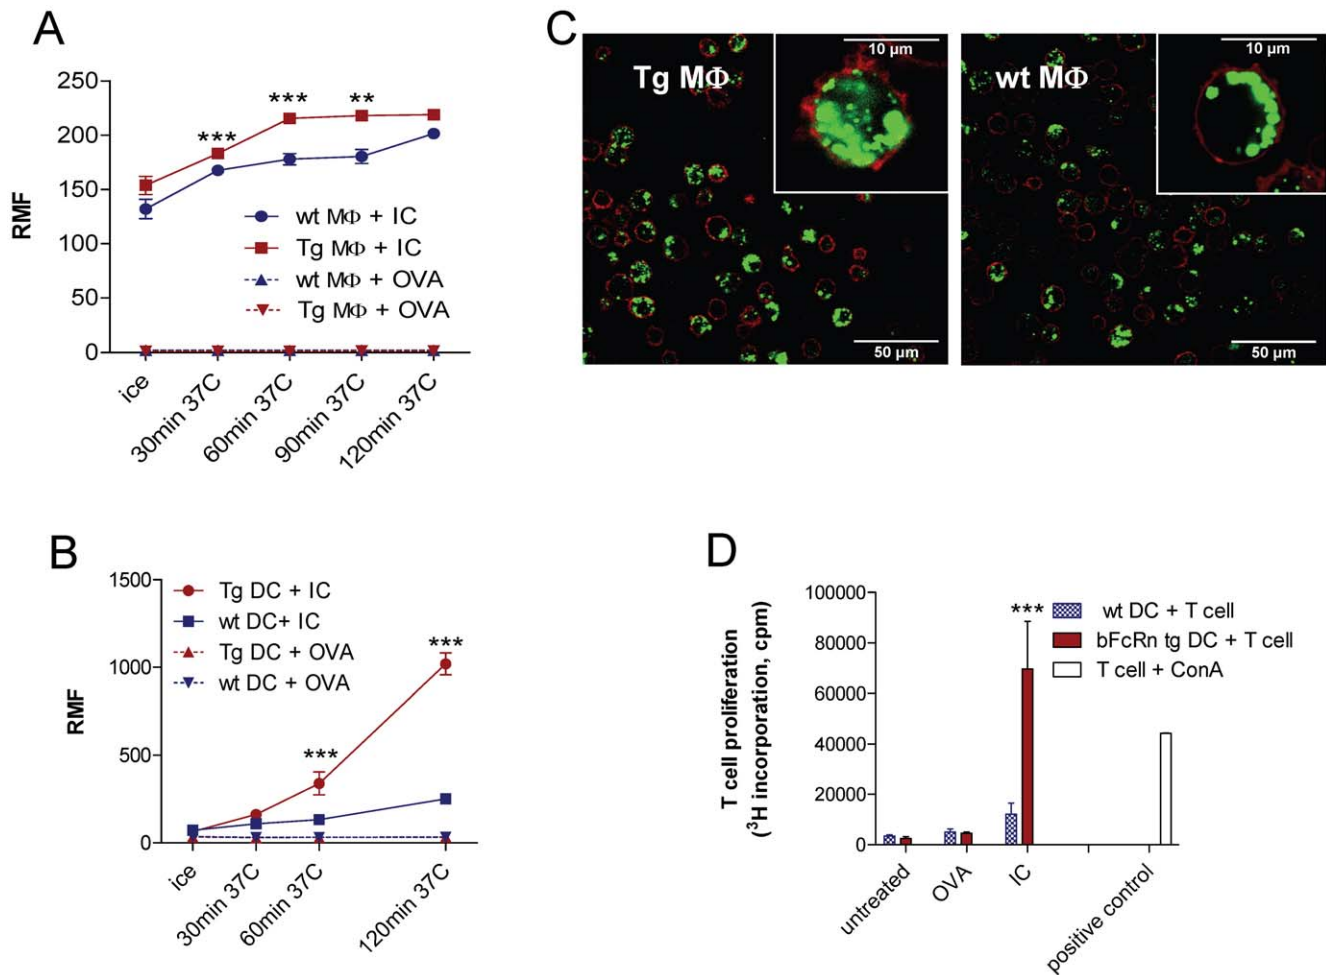 A
250
200
150
100
50
0
RMF
***
***
**
wt MΦ + IC
Tg MΦ + IC
wt MΦ + OVA
Tg MΦ + OVA
ice
30min 37C
60min 37C
90min 37C
120min 37C
C
Tg MΦ
10 µm
50 µm
wt MΦ
10 µm
50 µm
B
1500
1000
500
0
RMF
Tg DC + IC
wt DC+ IC
Tg DC + OVA
wt DC + OVA
***
***
ice
30min 37C
60min 37C
120min 37C
D
T cell proliferation
(³H incorporation, cpm)
100000
80000
60000
40000
20000
0
***
wt DC + T cell
bFcRn tg DC + T cell
T cell + ConA
untreated
OVA
IC
positive control